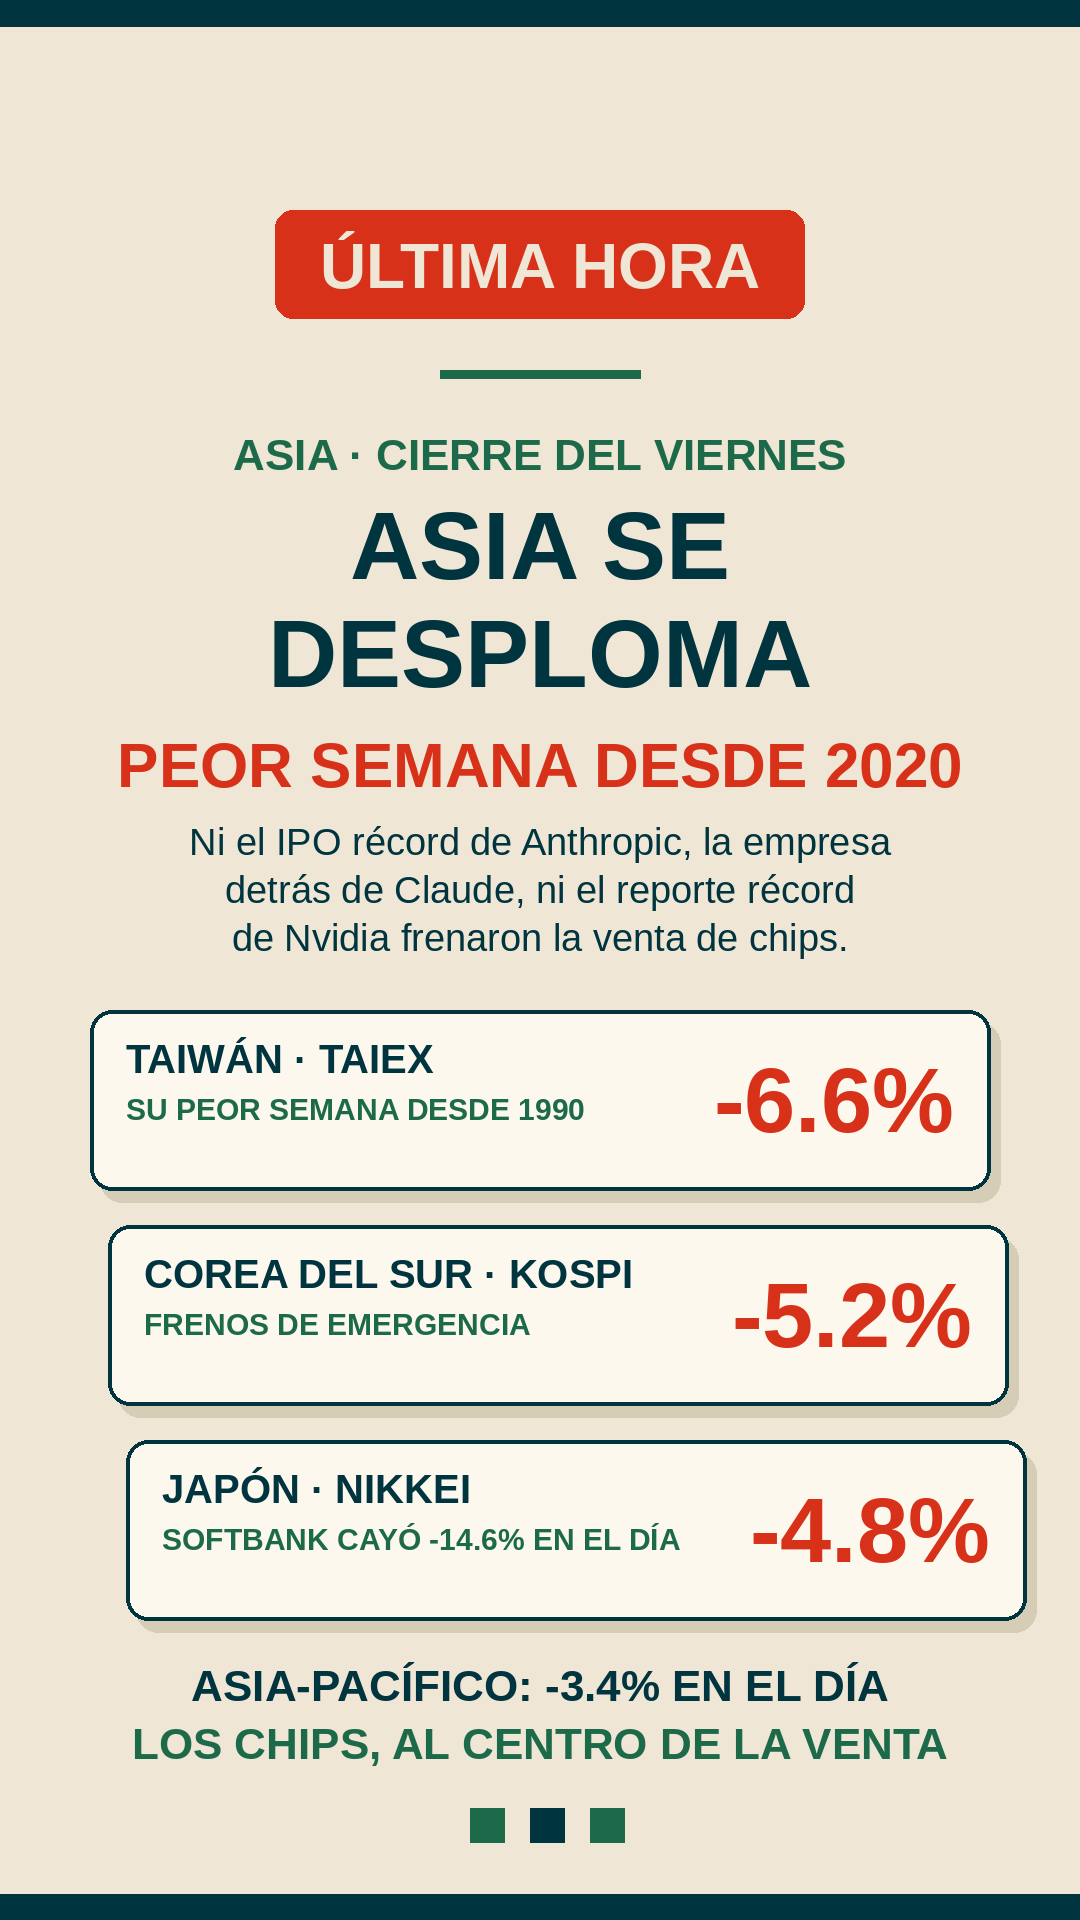 ÚLTIMA HORA
ASIA · CIERRE DEL VIERNES
ASIA SE
DESPLOMA
PEOR SEMANA DESDE 2020
Ni el IPO récord de Anthropic, la empresa
detrás de Claude, ni el reporte récord
de Nvidia frenaron la venta de chips.
TAIWÁN · TAIEX
SU PEOR SEMANA DESDE 1990
-6.6%
COREA DEL SUR · KOSPI
FRENOS DE EMERGENCIA
-5.2%
JAPÓN · NIKKEI
SOFTBANK CAYÓ -14.6% EN EL DÍA
-4.8%
ASIA-PACÍFICO: -3.4% EN EL DÍA
LOS CHIPS, AL CENTRO DE LA VENTA